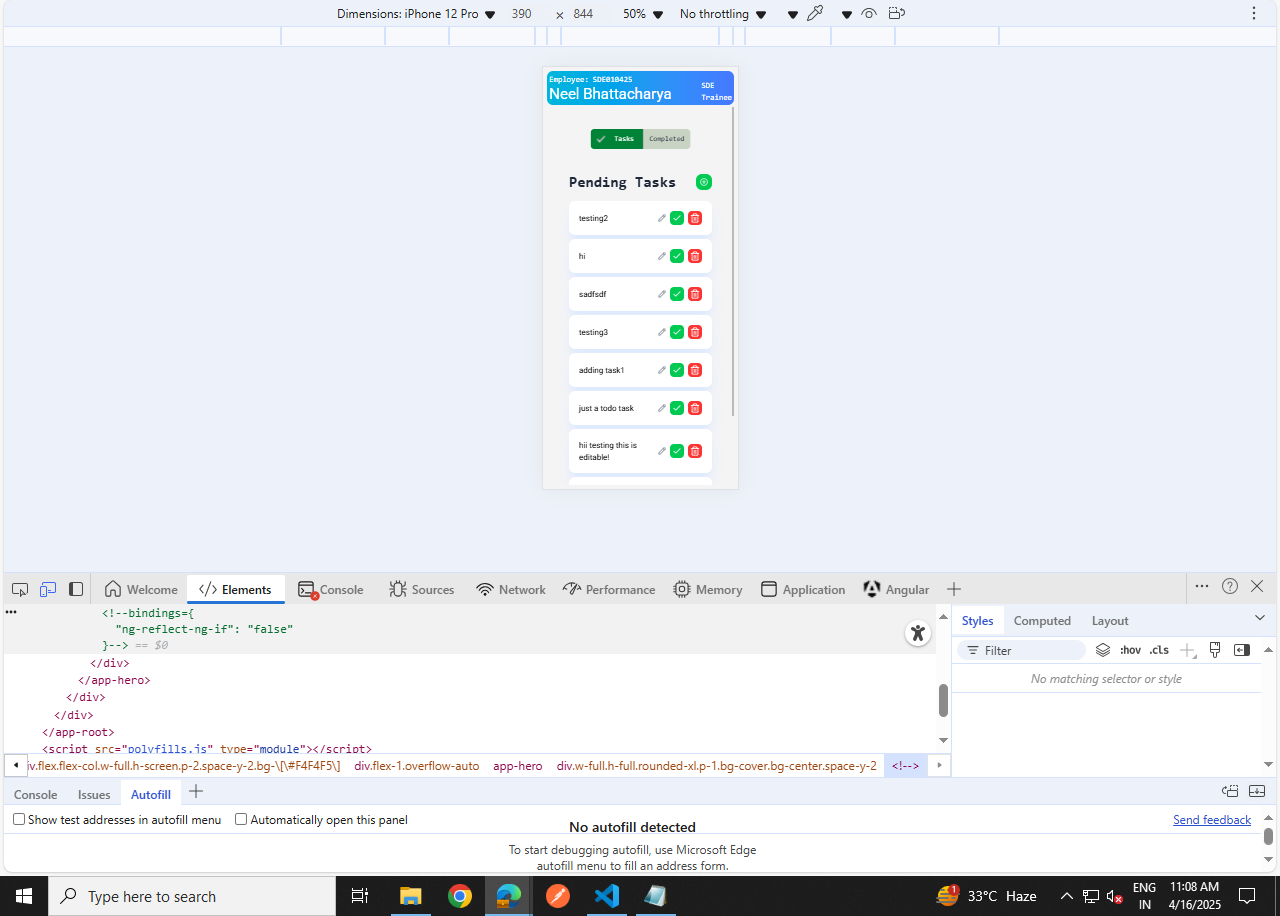 Dimensions: iPhone 12 Pro 390 × 844 50% No throttling
Employee: SDE010425
Neel Bhattacharya
SDE
Trainee
Tasks Completed
Pending Tasks
testing2
hi
sadfsdf
testing3
adding task1
just a todo task
hii testing this is
editable!
Welcome </> Elements Console Sources Network Performance Memory Application Angular
<!--bindings={
"ng-reflect-ng-if": "false"
}--> == $0
</div>
</app-hero>
</div>
</div>
</app-root>
<script src="polyfills.js" type="module"></script>
iv.flex.flex-col.w-full.h-screen.p-2.space-y-2.bg-\[\#F4F4F5\] div.flex-1.overflow-auto app-hero div.w-full.h-full.rounded-xl.p-1.bg-cover.bg-center.space-y-2 <!-->
Styles Computed Layout
Filter :hov .cls
No matching selector or style
Console Issues Autofill
Show test addresses in autofill menu Automatically open this panel
Send feedback
No autofill detected
To start debugging autofill, use Microsoft Edge
autofill menu to fill an address form.
Type here to search
1
33°C Haze
ENG
IN
11:08 AM
4/16/2025